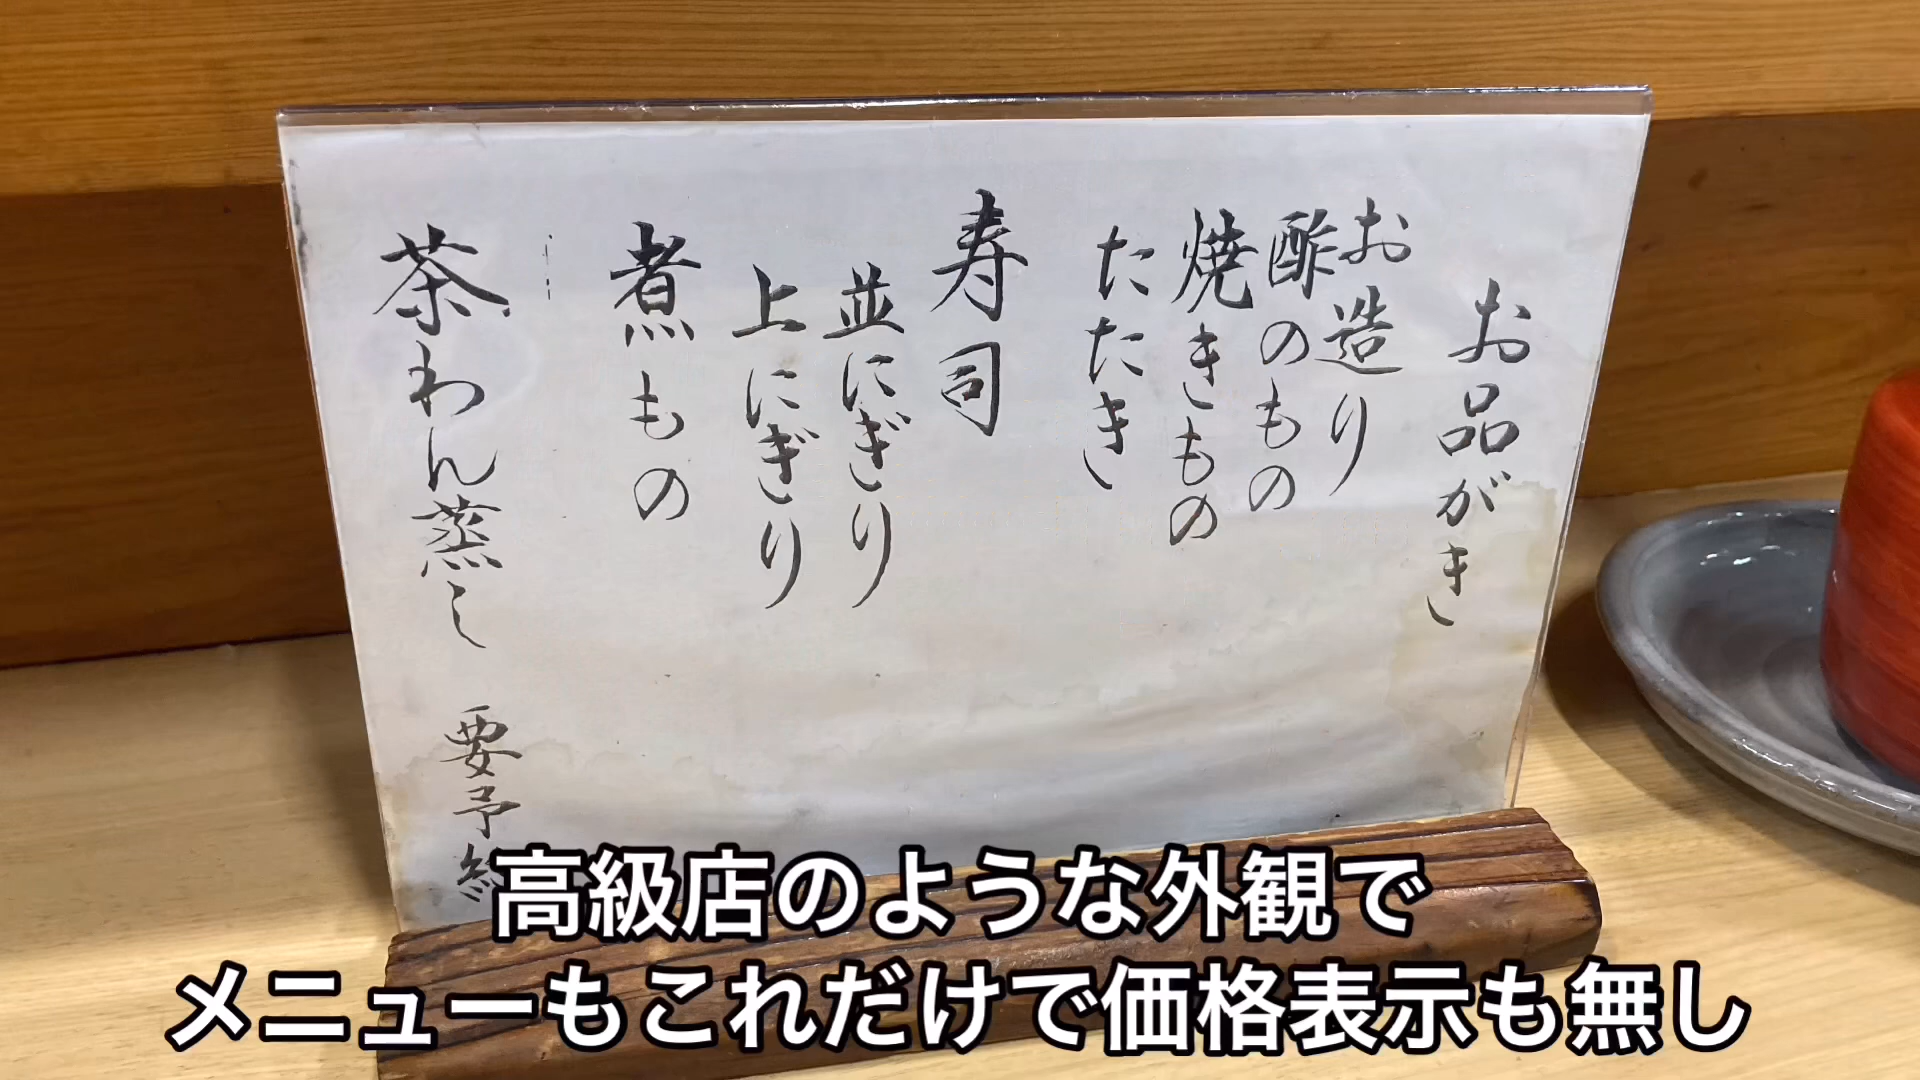 お品がき
お造り
酢のもの
焼きもの
たたき
寿司
並にぎり
上にぎり
煮もの
茶わん蒸し 要予約
高級店のような外観で
メニューもこれだけで価格表示も無し